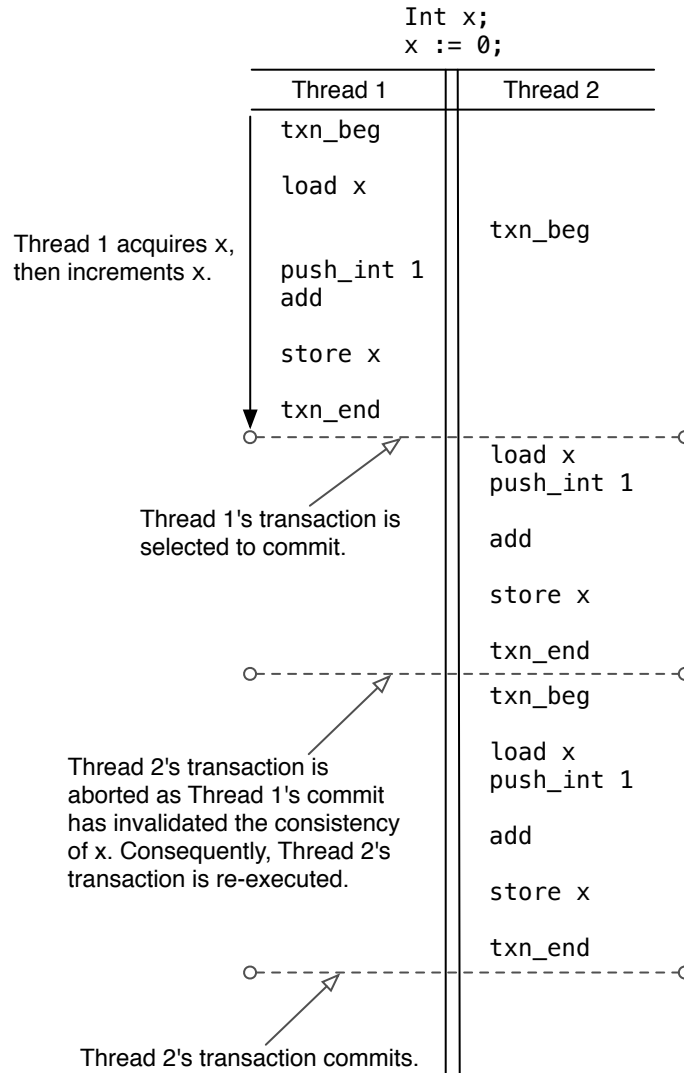 Int x;
x := 0;
Thread 1
Thread 2
txn_beg
load x
txn_beg
Thread 1 acquires x,
then increments x.
push_int 1
add
store x
txn_end
load x
push_int 1
Thread 1's transaction is
selected to commit.
add
store x
txn_end
txn_beg
load x
push_int 1
Thread 2's transaction is
aborted as Thread 1's commit
has invalidated the consistency
of x. Consequently, Thread 2's
transaction is re-executed.
add
store x
txn_end
Thread 2's transaction commits.